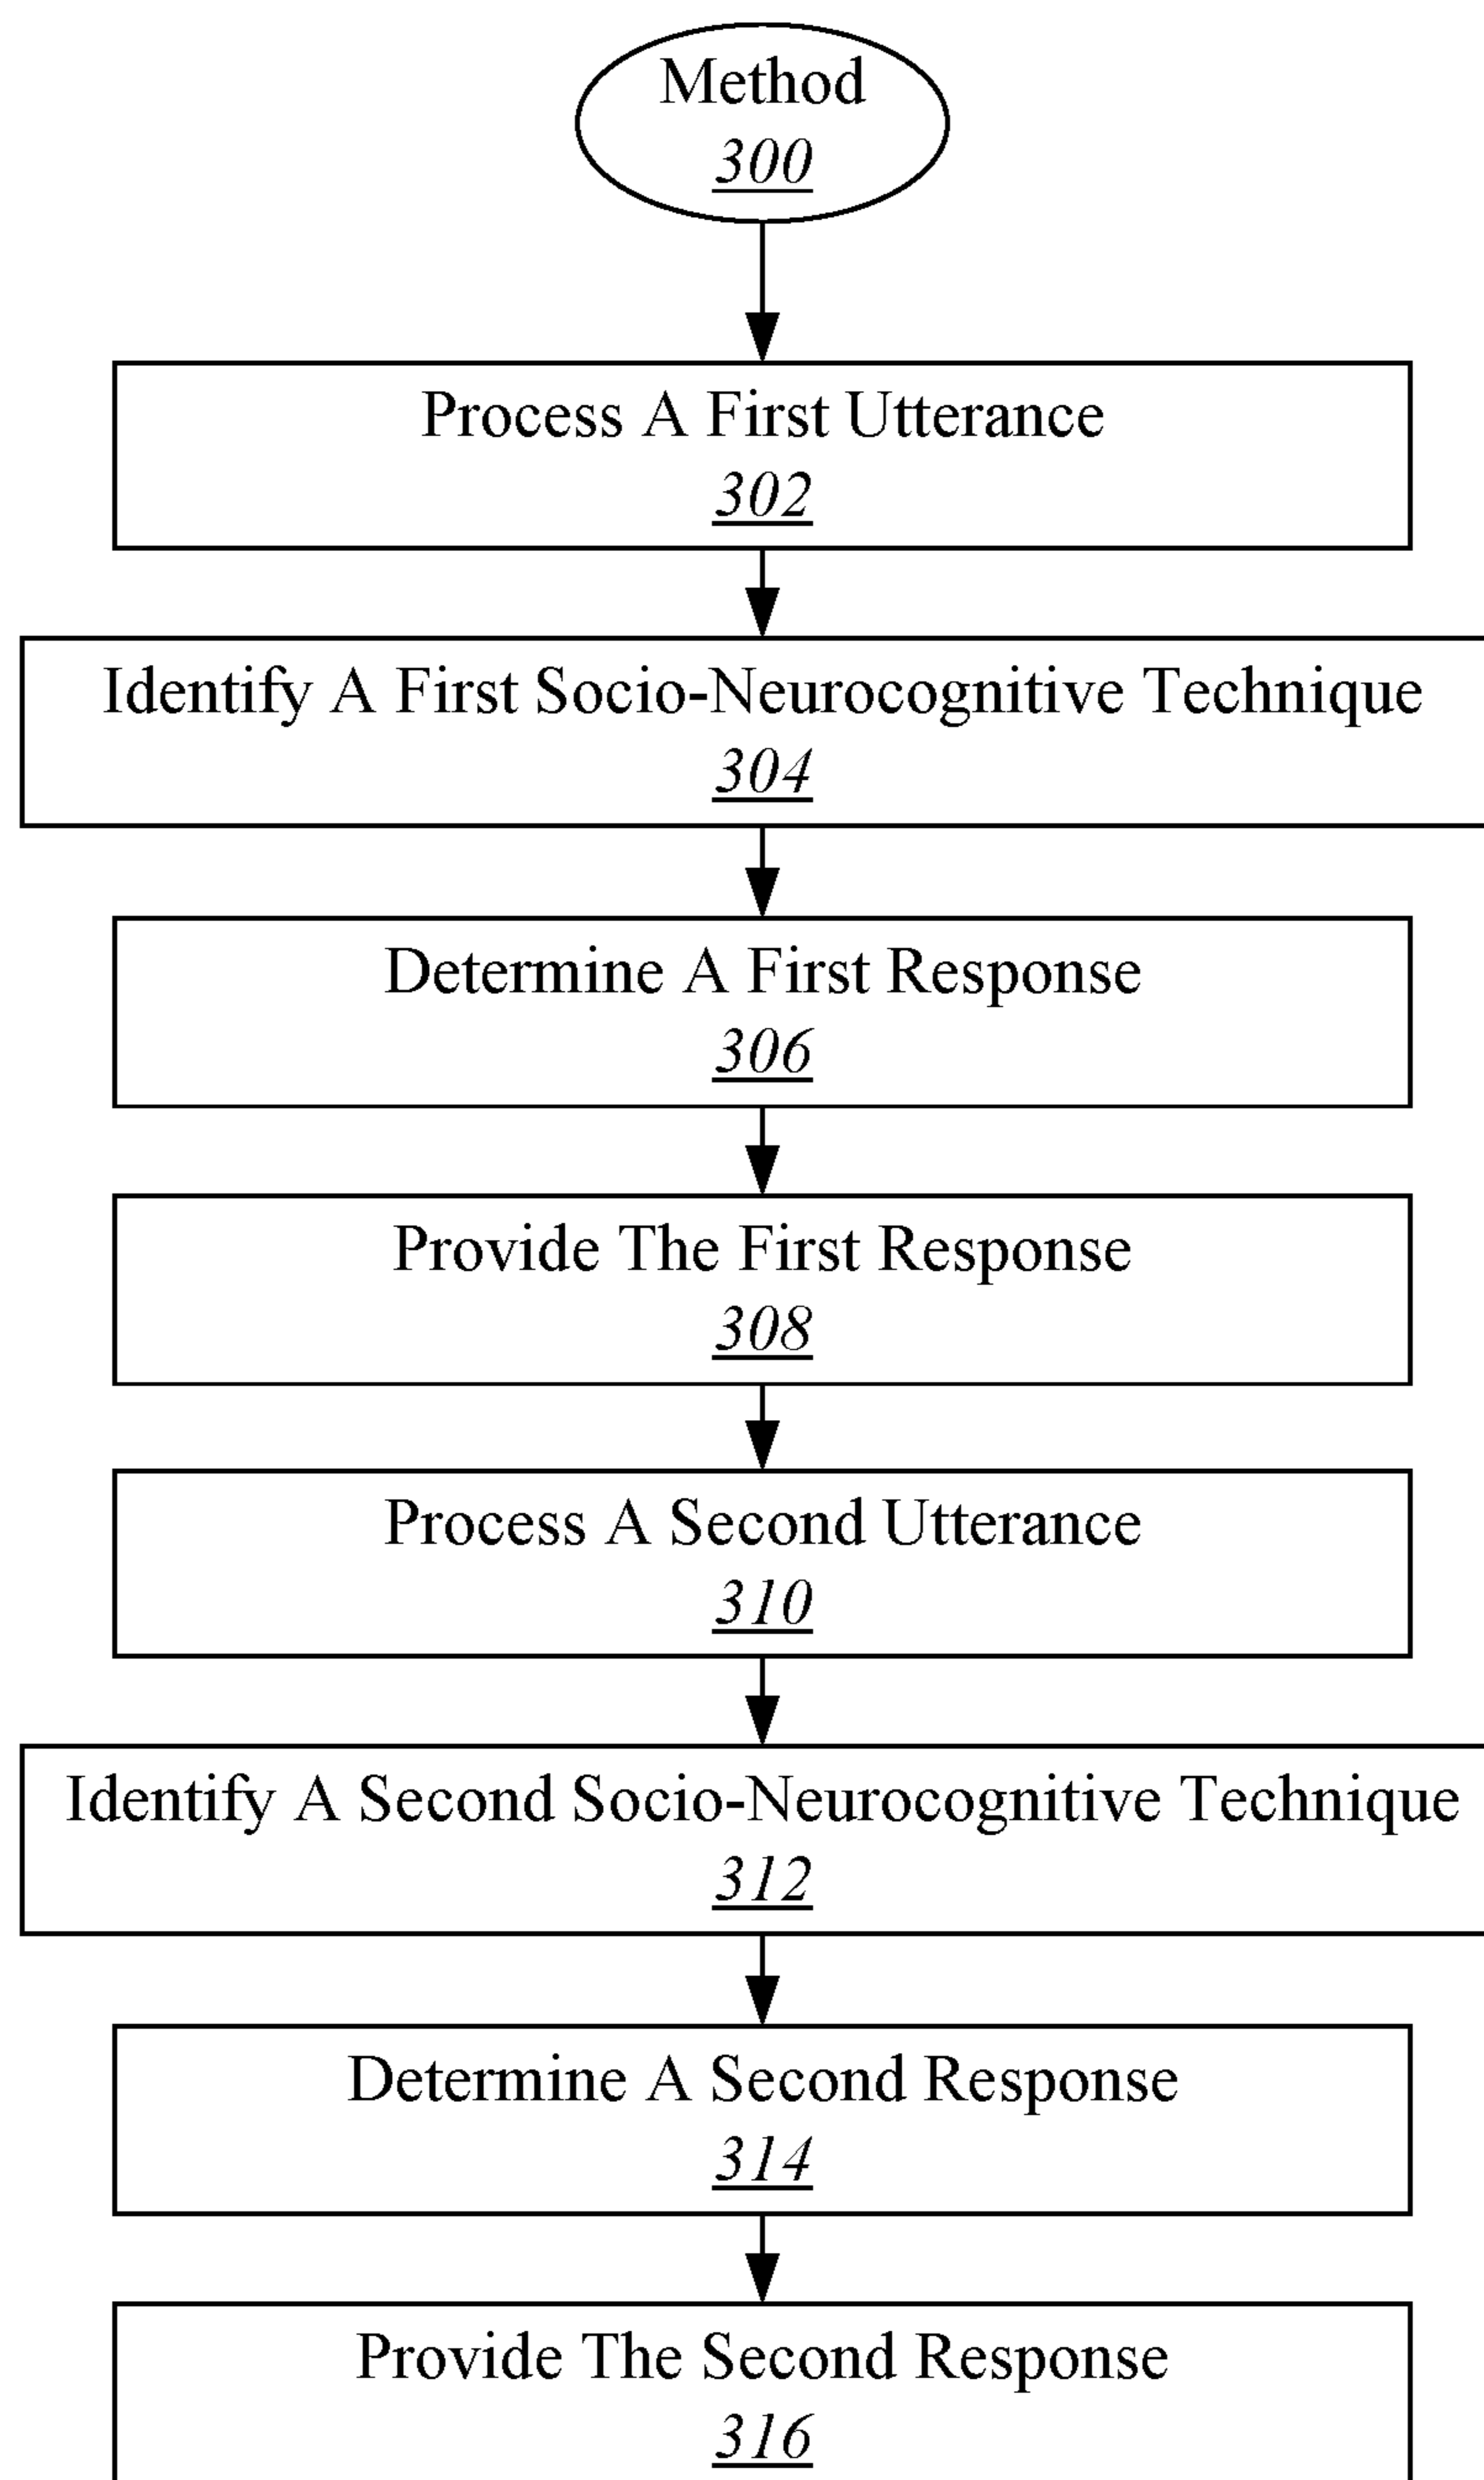 Method
300
Process A First Utterance
302
Identify A First Socio-Neurocognitive Technique
304
Determine A First Response
306
Provide The First Response
308
Process A Second Utterance
310
Identify A Second Socio-Neurocognitive Technique
312
Determine A Second Response
314
Provide The Second Response
316